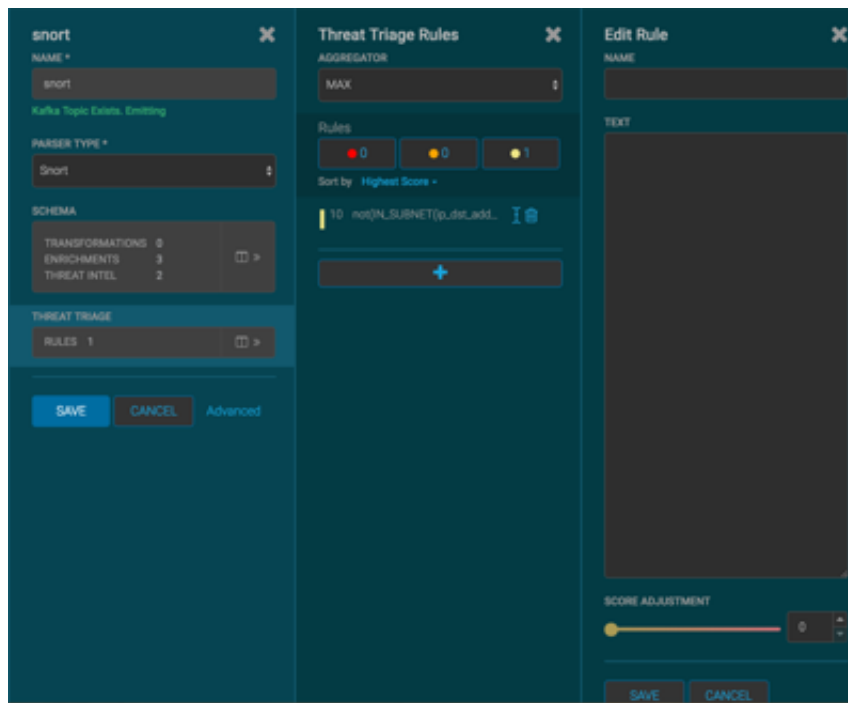 snort
NAME *
snort
Kafka Topic Exists. Emitting
PARSER TYPE *
Snort
SCHEMA
TRANSFORMATIONS 0
ENRICHMENTS 3
THREAT INTEL 2
THREAT TRIAGE
RULES 1
SAVE CANCEL Advanced
Threat Triage Rules
AGGREGATOR
MAX
Rules
0 0 1
Sort by Highest Score
10 not(IN_SUBNET(ip_dst_add...
Edit Rule
NAME
TEXT
SCORE ADJUSTMENT
0
SAVE CANCEL